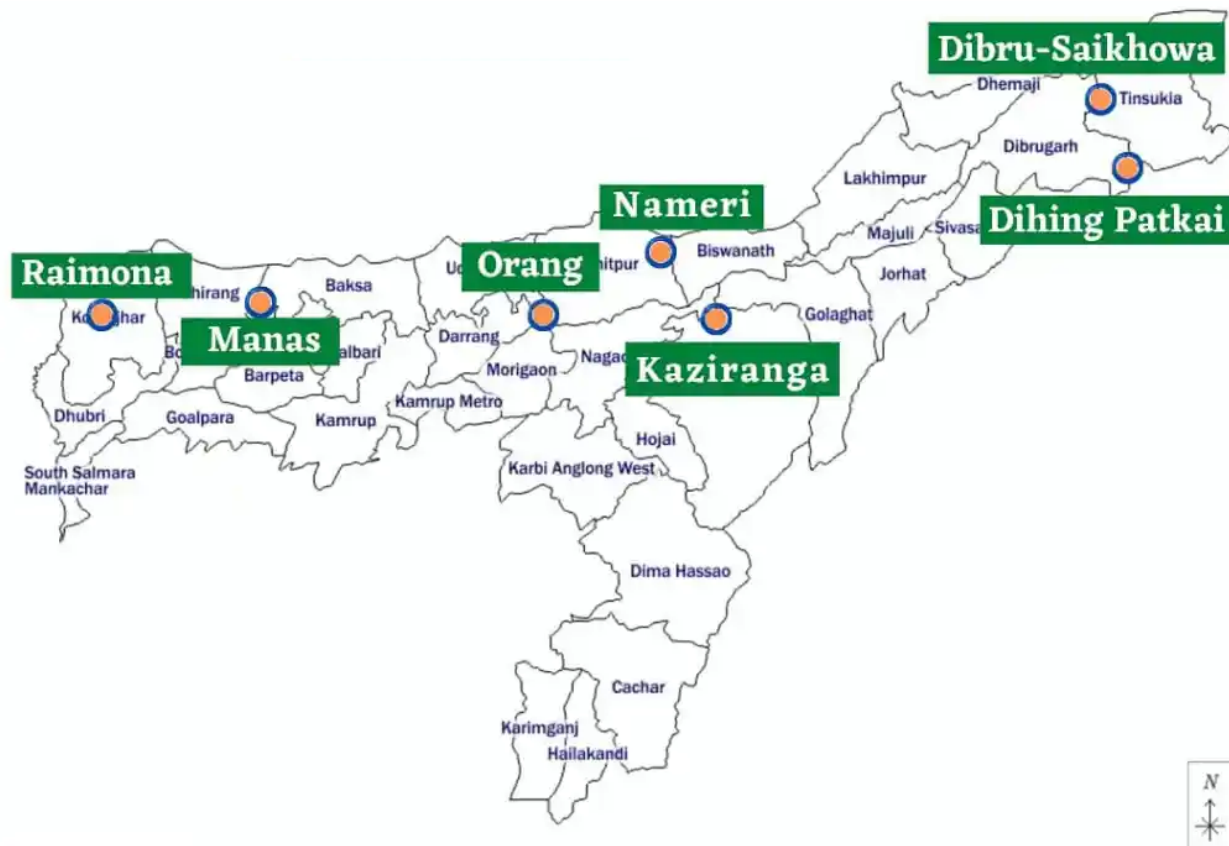 Dibru-Saikhowa
Dhemaji
Tinsukia
Dibrugarh
Lakhimpur
Nameri
Dihing Patkai
Majuli
Biswanath
Orang
Raimona
Jorhat
Baksa
Golaghat
Manas
Darrang
Kaziranga
Morigaon
Barpeta
Kamrup Metro
Dhubri
Goalpara
Kamrup
Hojai
Karbi Anglong West
South Salmara
Mankachar
Dima Hassao
Cachar
Karimganj
Hailakandi
N